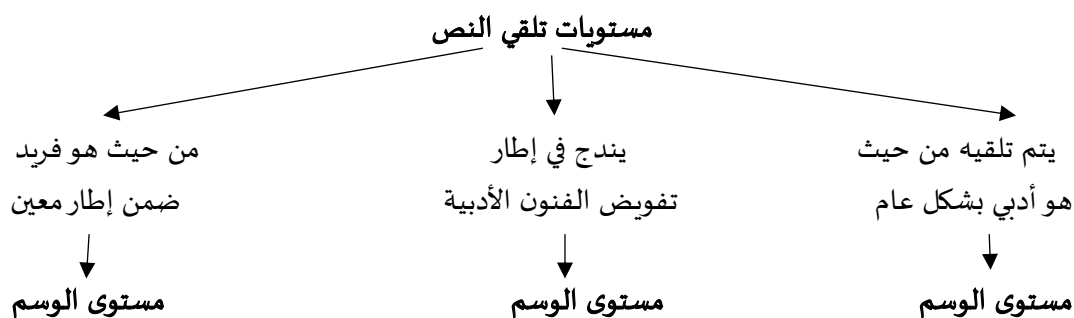 مستويات تلقي النص
يتم تلقيه من حيث
هو أدبي بشكل عام
مستوى الوسم
يندج في إطار
تفويض الفنون الأدبية
مستوى الوسم
من حيث هو فريد
ضمن إطار معين
مستوى الوسم